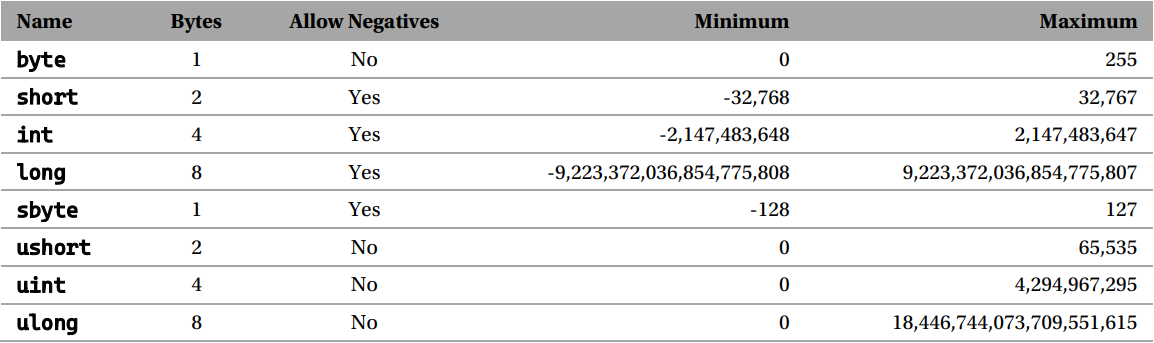 Name Bytes Allow Negatives Minimum Maximum
byte 1 No 0 255
short 2 Yes -32,768 32,767
int 4 Yes -2,147,483,648 2,147,483,647
long 8 Yes -9,223,372,036,854,775,808 9,223,372,036,854,775,807
sbyte 1 Yes -128 127
ushort 2 No 0 65,535
uint 4 No 0 4,294,967,295
ulong 8 No 0 18,446,744,073,709,551,615